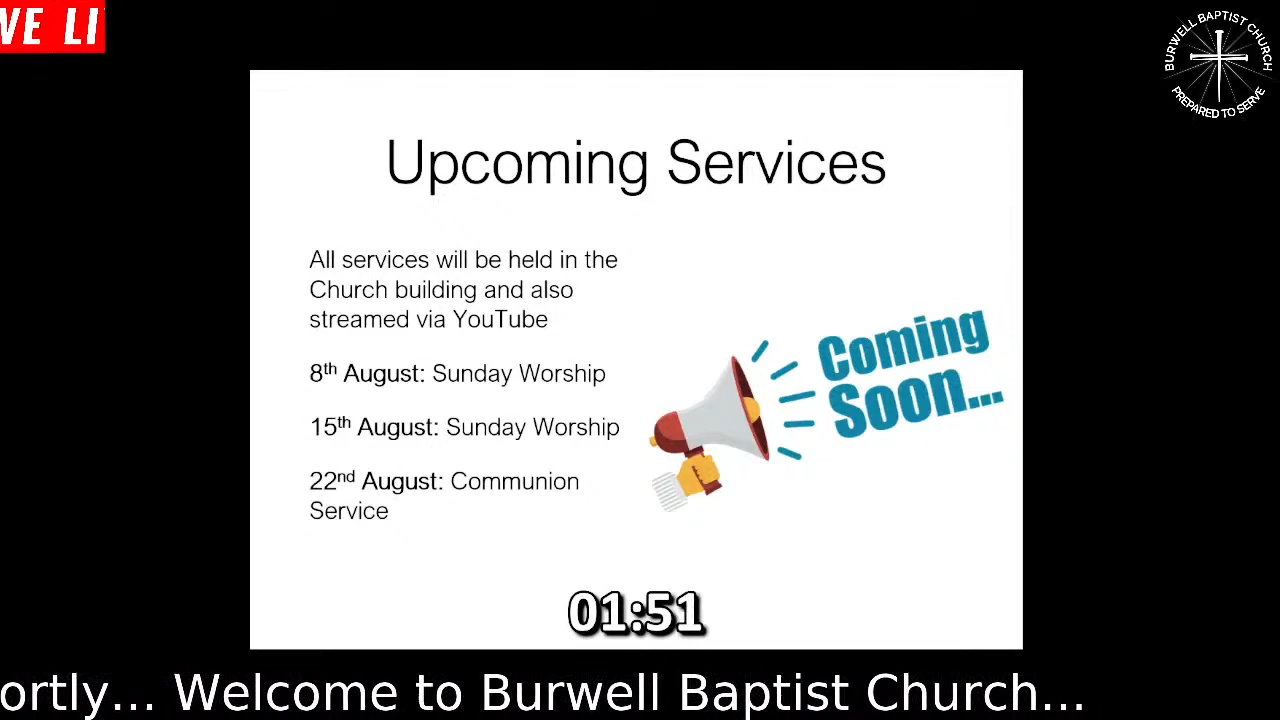 VE LI
BURWELL BAPTIST CHURCH
PREPARED TO SERVE
Upcoming Services
All services will be held in the
Church building and also
streamed via YouTube
8th August: Sunday Worship
15th August: Sunday Worship
22nd August: Communion
Service
Coming
Soon...
01:51
ortly... Welcome to Burwell Baptist Church...